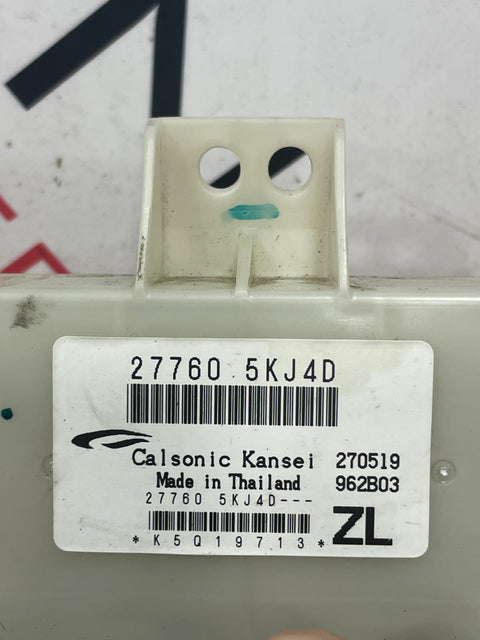 27760 5KJ4D
Calsonic Kansei 270519
Made in Thailand 962B03
27760 5KJ4D---
ZL
*K5Q19713*